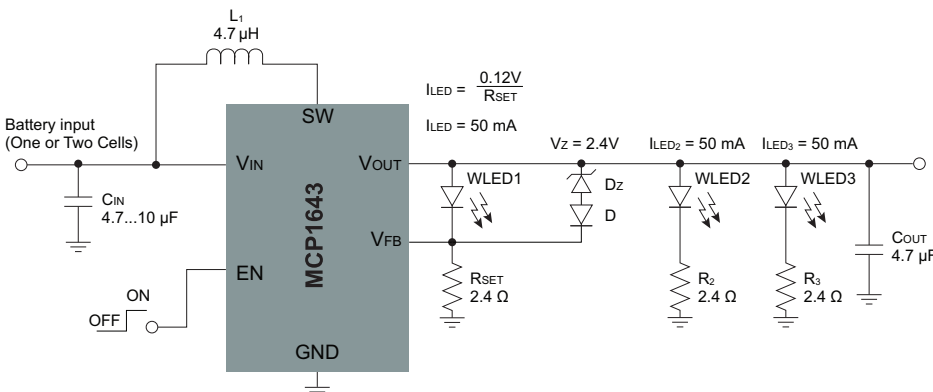 L1
4.7 µH
ILED = 0.12V
RSET
ILED = 50 mA
SW
Battery input
(One or Two Cells)
VIN
VOUT
VZ = 2.4V
ILED2 = 50 mA
ILED3 = 50 mA
CIN
4.7...10 µF
WLED1
DZ
D
WLED2
WLED3
VFB
MCP1643
COUT
4.7 µF
EN
RSET
2.4 Ω
R2
2.4 Ω
R3
2.4 Ω
ON
OFF
GND